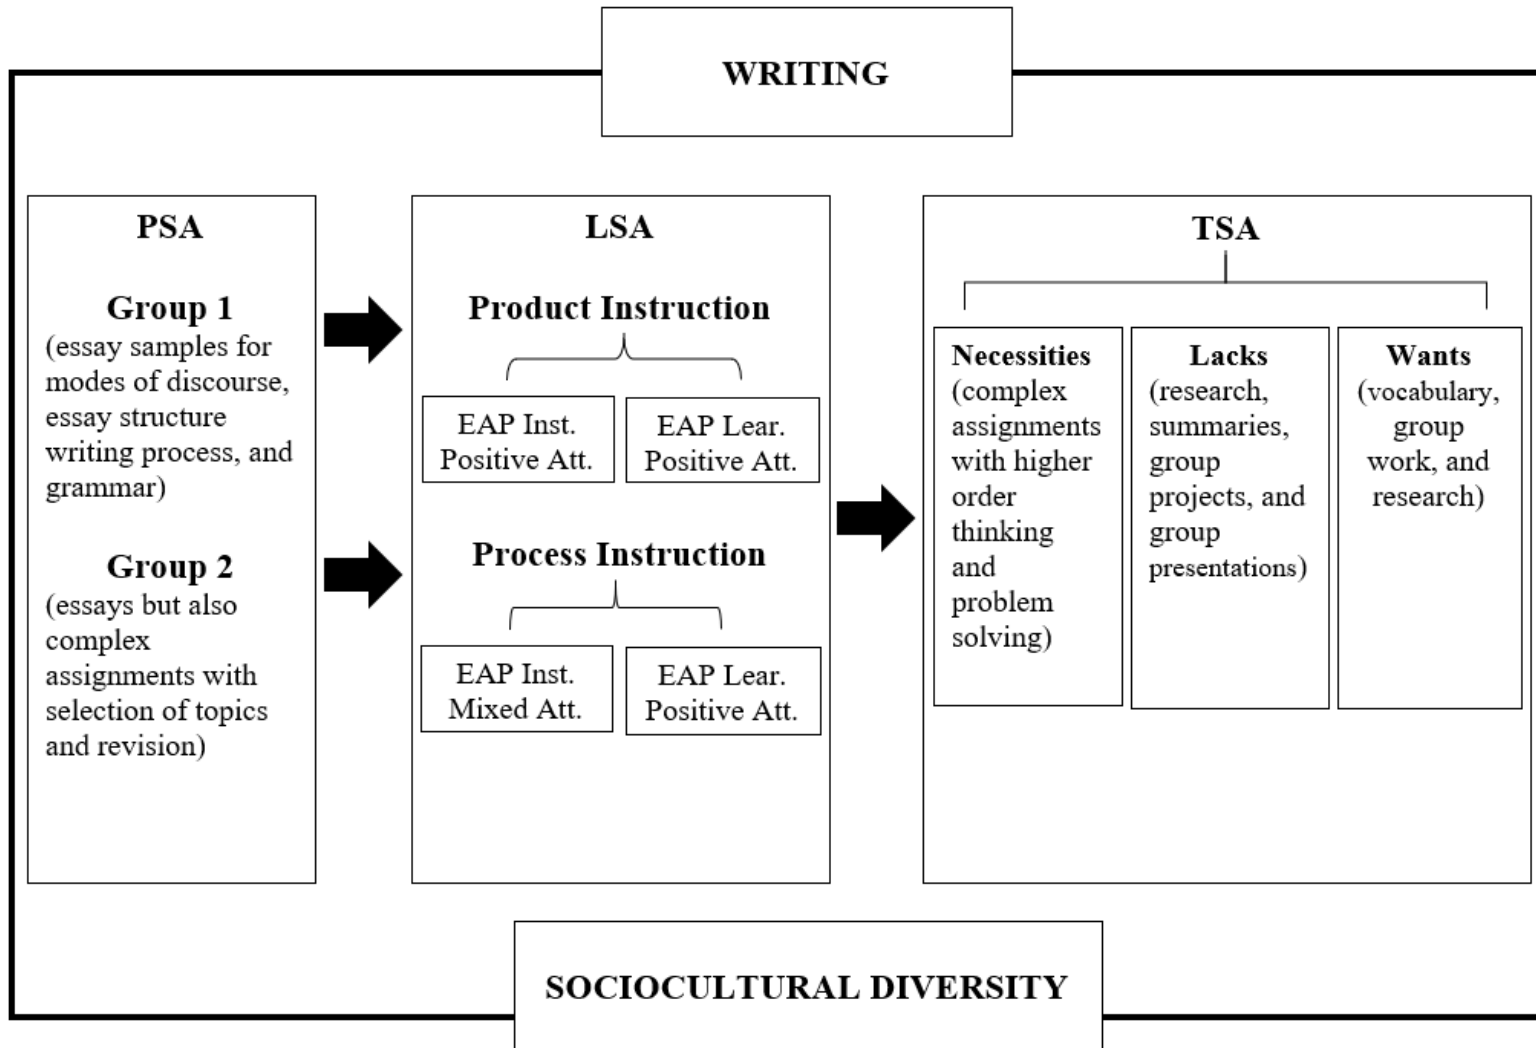 WRITING
PSA
Group 1
(essay samples for
modes of discourse,
essay structure
writing process, and
grammar)
Group 2
(essays but also
complex
assignments with
selection of topics
and revision)
LSA
Product Instruction
EAP Inst.
Positive Att.
EAP Lear.
Positive Att.
Process Instruction
EAP Inst.
Mixed Att.
EAP Lear.
Positive Att.
TSA
Necessities
(complex
assignments
with higher
order
thinking
and
problem
solving)
Lacks
(research,
summaries,
group
projects, and
group
presentations)
Wants
(vocabulary,
group
work, and
research)
SOCIOCULTURAL DIVERSITY